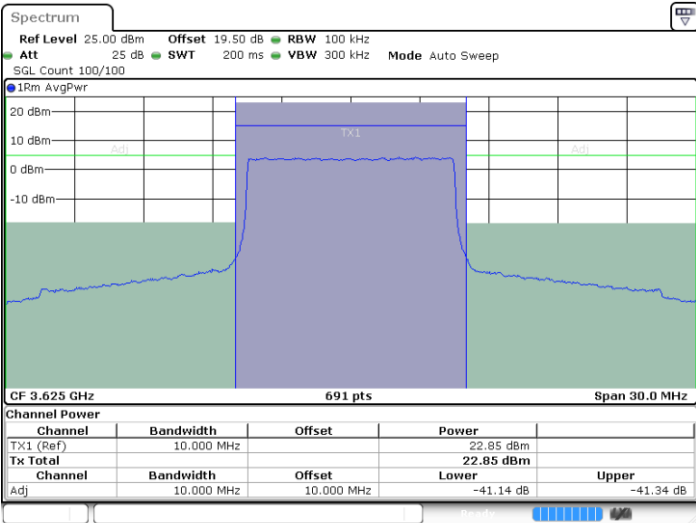 Spectrum
Ref Level 25.00 dBm Offset 19.50 dB RBW 100 kHz
Att 25 dB SWT 200 ms VBW 300 kHz Mode Auto Sweep
SGL Count 100/100
1Rm AvgPwr
20 dBm
TX1
10 dBm
Adj Adj
0 dBm
-10 dBm
CF 3.625 GHz 691 pts Span 30.0 MHz
Channel Power
Channel Bandwidth Offset Power
TX1 (Ref) 10.000 MHz 22.85 dBm
Tx Total 22.85 dBm
Channel Bandwidth Offset Lower Upper
Adj 10.000 MHz 10.000 MHz -41.14 dB -41.34 dB
Ready